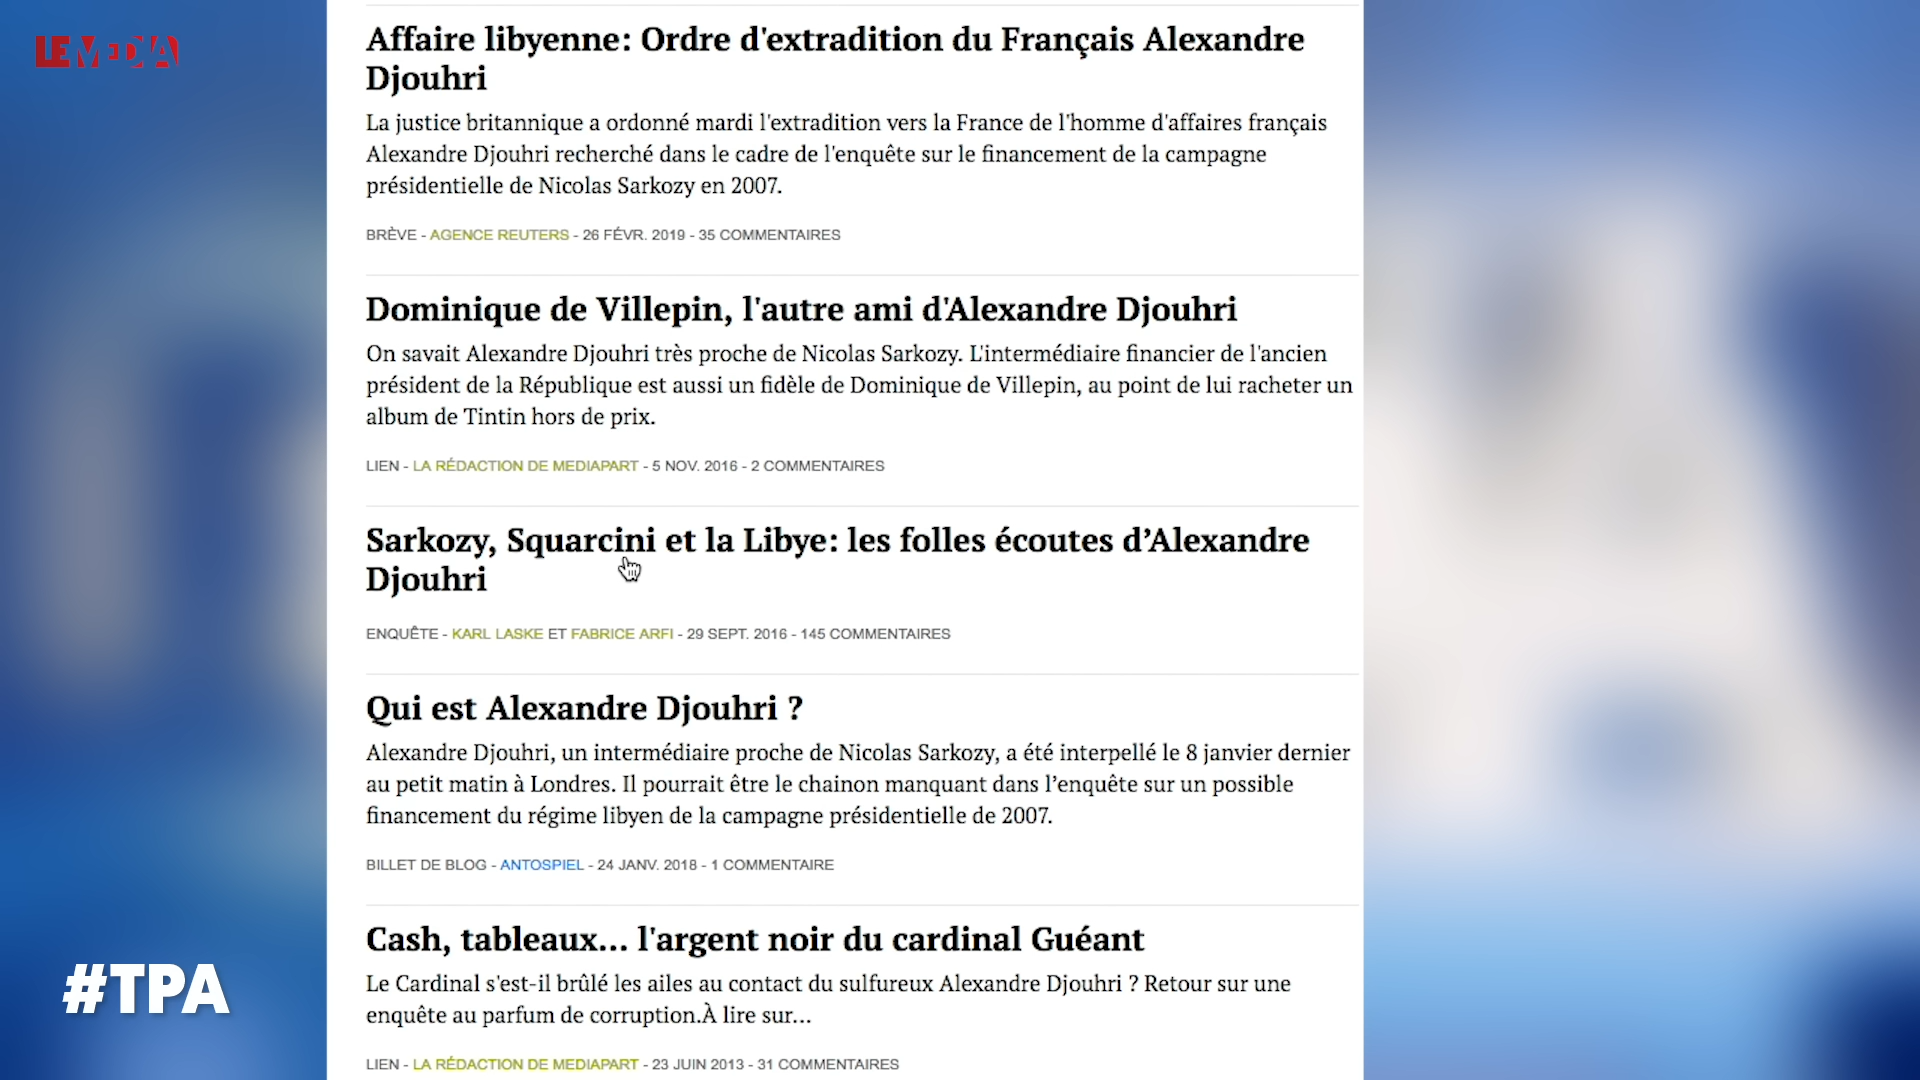 LE MEDIA
Affaire libyenne: Ordre d'extradition du Français Alexandre
Djouhri
La justice britannique a ordonné mardi l'extradition vers la France de l'homme d'affaires français
Alexandre Djouhri recherché dans le cadre de l'enquête sur le financement de la campagne
présidentielle de Nicolas Sarkozy en 2007.
BRÈVE - AGENCE REUTERS - 26 FÉVR. 2019 - 35 COMMENTAIRES
Dominique de Villepin, l'autre ami d'Alexandre Djouhri
On savait Alexandre Djouhri très proche de Nicolas Sarkozy. L'intermédiaire financier de l'ancien
président de la République est aussi un fidèle de Dominique de Villepin, au point de lui racheter un
album de Tintin hors de prix.
LIEN - LA RÉDACTION DE MEDIAPART - 5 NOV. 2016 - 2 COMMENTAIRES
Sarkozy, Squarcini et la Libye: les folles écoutes d’Alexandre
Djouhri
ENQUÊTE - KARL LASKE ET FABRICE ARFI - 29 SEPT. 2016 - 145 COMMENTAIRES
Qui est Alexandre Djouhri ?
Alexandre Djouhri, un intermédiaire proche de Nicolas Sarkozy, a été interpellé le 8 janvier dernier
au petit matin à Londres. Il pourrait être le chainon manquant dans l’enquête sur un possible
financement du régime libyen de la campagne présidentielle de 2007.
BILLET DE BLOG - ANTOSPIEL - 24 JANV. 2018 - 1 COMMENTAIRE
Cash, tableaux... l'argent noir du cardinal Guéant
Le Cardinal s'est-il brûlé les ailes au contact du sulfureux Alexandre Djouhri ? Retour sur une
enquête au parfum de corruption.À lire sur...
LIEN - LA RÉDACTION DE MEDIAPART - 23 JUIN 2013 - 31 COMMENTAIRES
#TPA